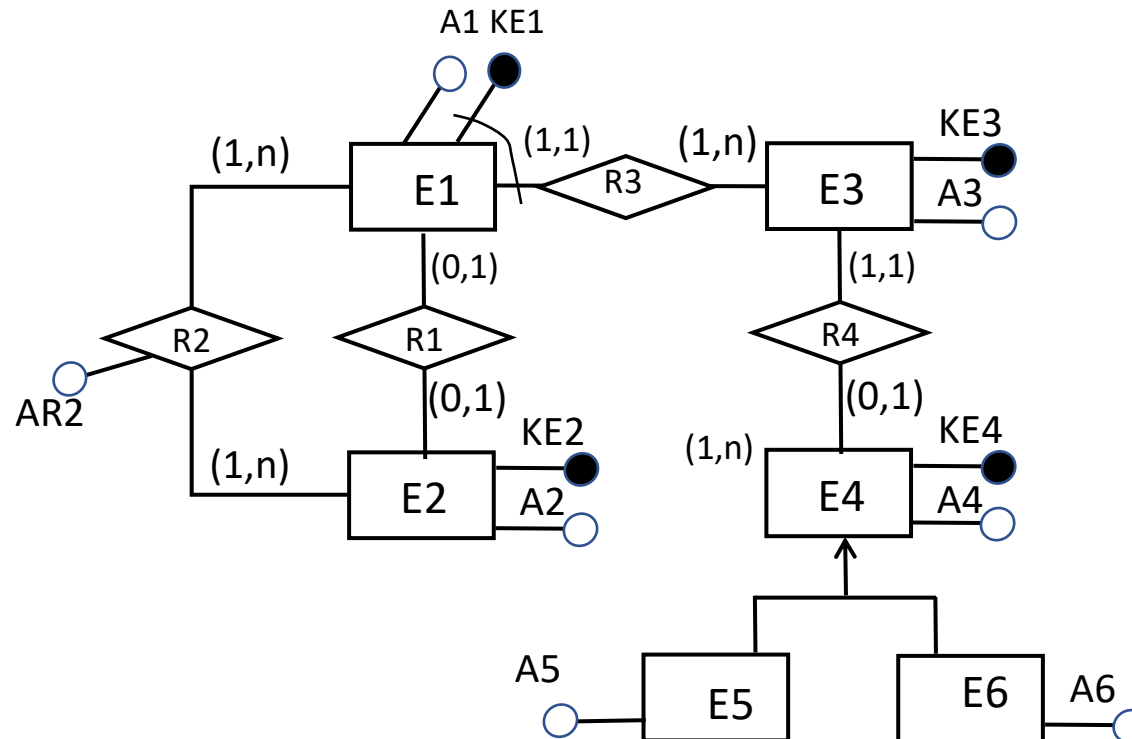 A1 KE1
(1,n)
(1,1)
(1,n)
KE3
E1
R3
E3
A3
(0,1)
(1,1)
R2
R1
R4
AR2
(0,1)
(0,1)
KE2
KE4
(1,n)
(1,n)
E2
A2
E4
A4
A5
E5
E6
A6